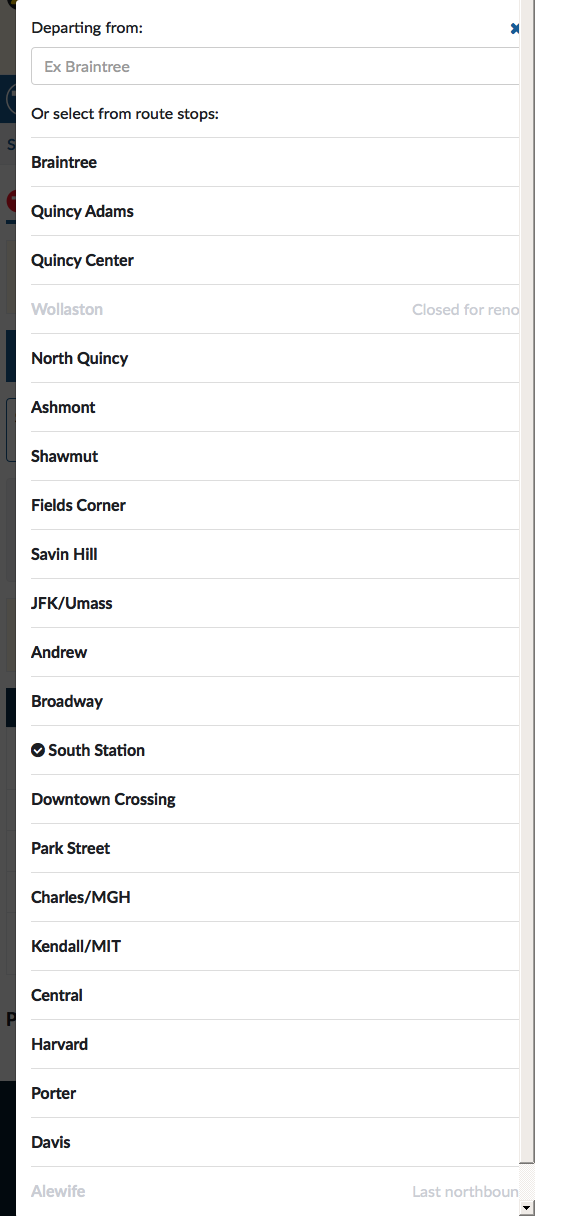 Departing from:
Ex Braintree
Or select from route stops:
Braintree
Quincy Adams
Quincy Center
Wollaston Closed for reno
North Quincy
Ashmont
Shawmut
Fields Corner
Savin Hill
JFK/Umass
Andrew
Broadway
South Station
Downtown Crossing
Park Street
Charles/MGH
Kendall/MIT
Central
Harvard
Porter
Davis
Alewife Last northboun